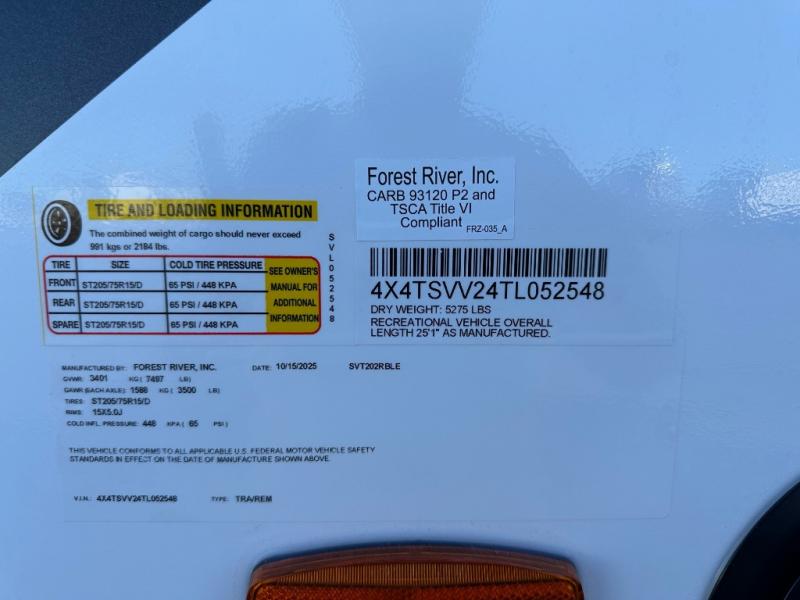 Forest River, Inc.
CARB 93120 P2 and
TSCA Title VI
Compliant
FRZ-035_A
TIRE AND LOADING INFORMATION
The combined weight of cargo should never exceed
991 kgs or 2184 lbs.
TIRE SIZE COLD TIRE PRESSURE
FRONT ST205/75R15/D 65 PSI / 448 KPA
REAR ST205/75R15/D 65 PSI / 448 KPA
SPARE ST205/75R15/D 65 PSI / 448 KPA
SEE OWNER'S
MANUAL FOR
ADDITIONAL
INFORMATION
SVL052548
4X4TSVV24TL052548
DRY WEIGHT: 5275 LBS
RECREATIONAL VEHICLE OVERALL
LENGTH 25'1" AS MANUFACTURED.
MANUFACTURED BY: FOREST RIVER, INC. DATE: 10/15/2025 SVT202RBLE
GVWR: 3401 KG ( 7497 LB)
GAWR (EACH AXLE): 1588 KG ( 3500 LB)
TIRES: ST205/75R15/D
RIMS: 15X5.0J
COLD INFL. PRESSURE: 448 KPA ( 65 PSI )
THIS VEHICLE CONFORMS TO ALL APPLICABLE U.S. FEDERAL MOTOR VEHICLE SAFETY
STANDARDS IN EFFECT ON THE DATE OF MANUFACTURE SHOWN ABOVE.
V.I.N.: 4X4TSVV24TL052548 TYPE: TRA/REM